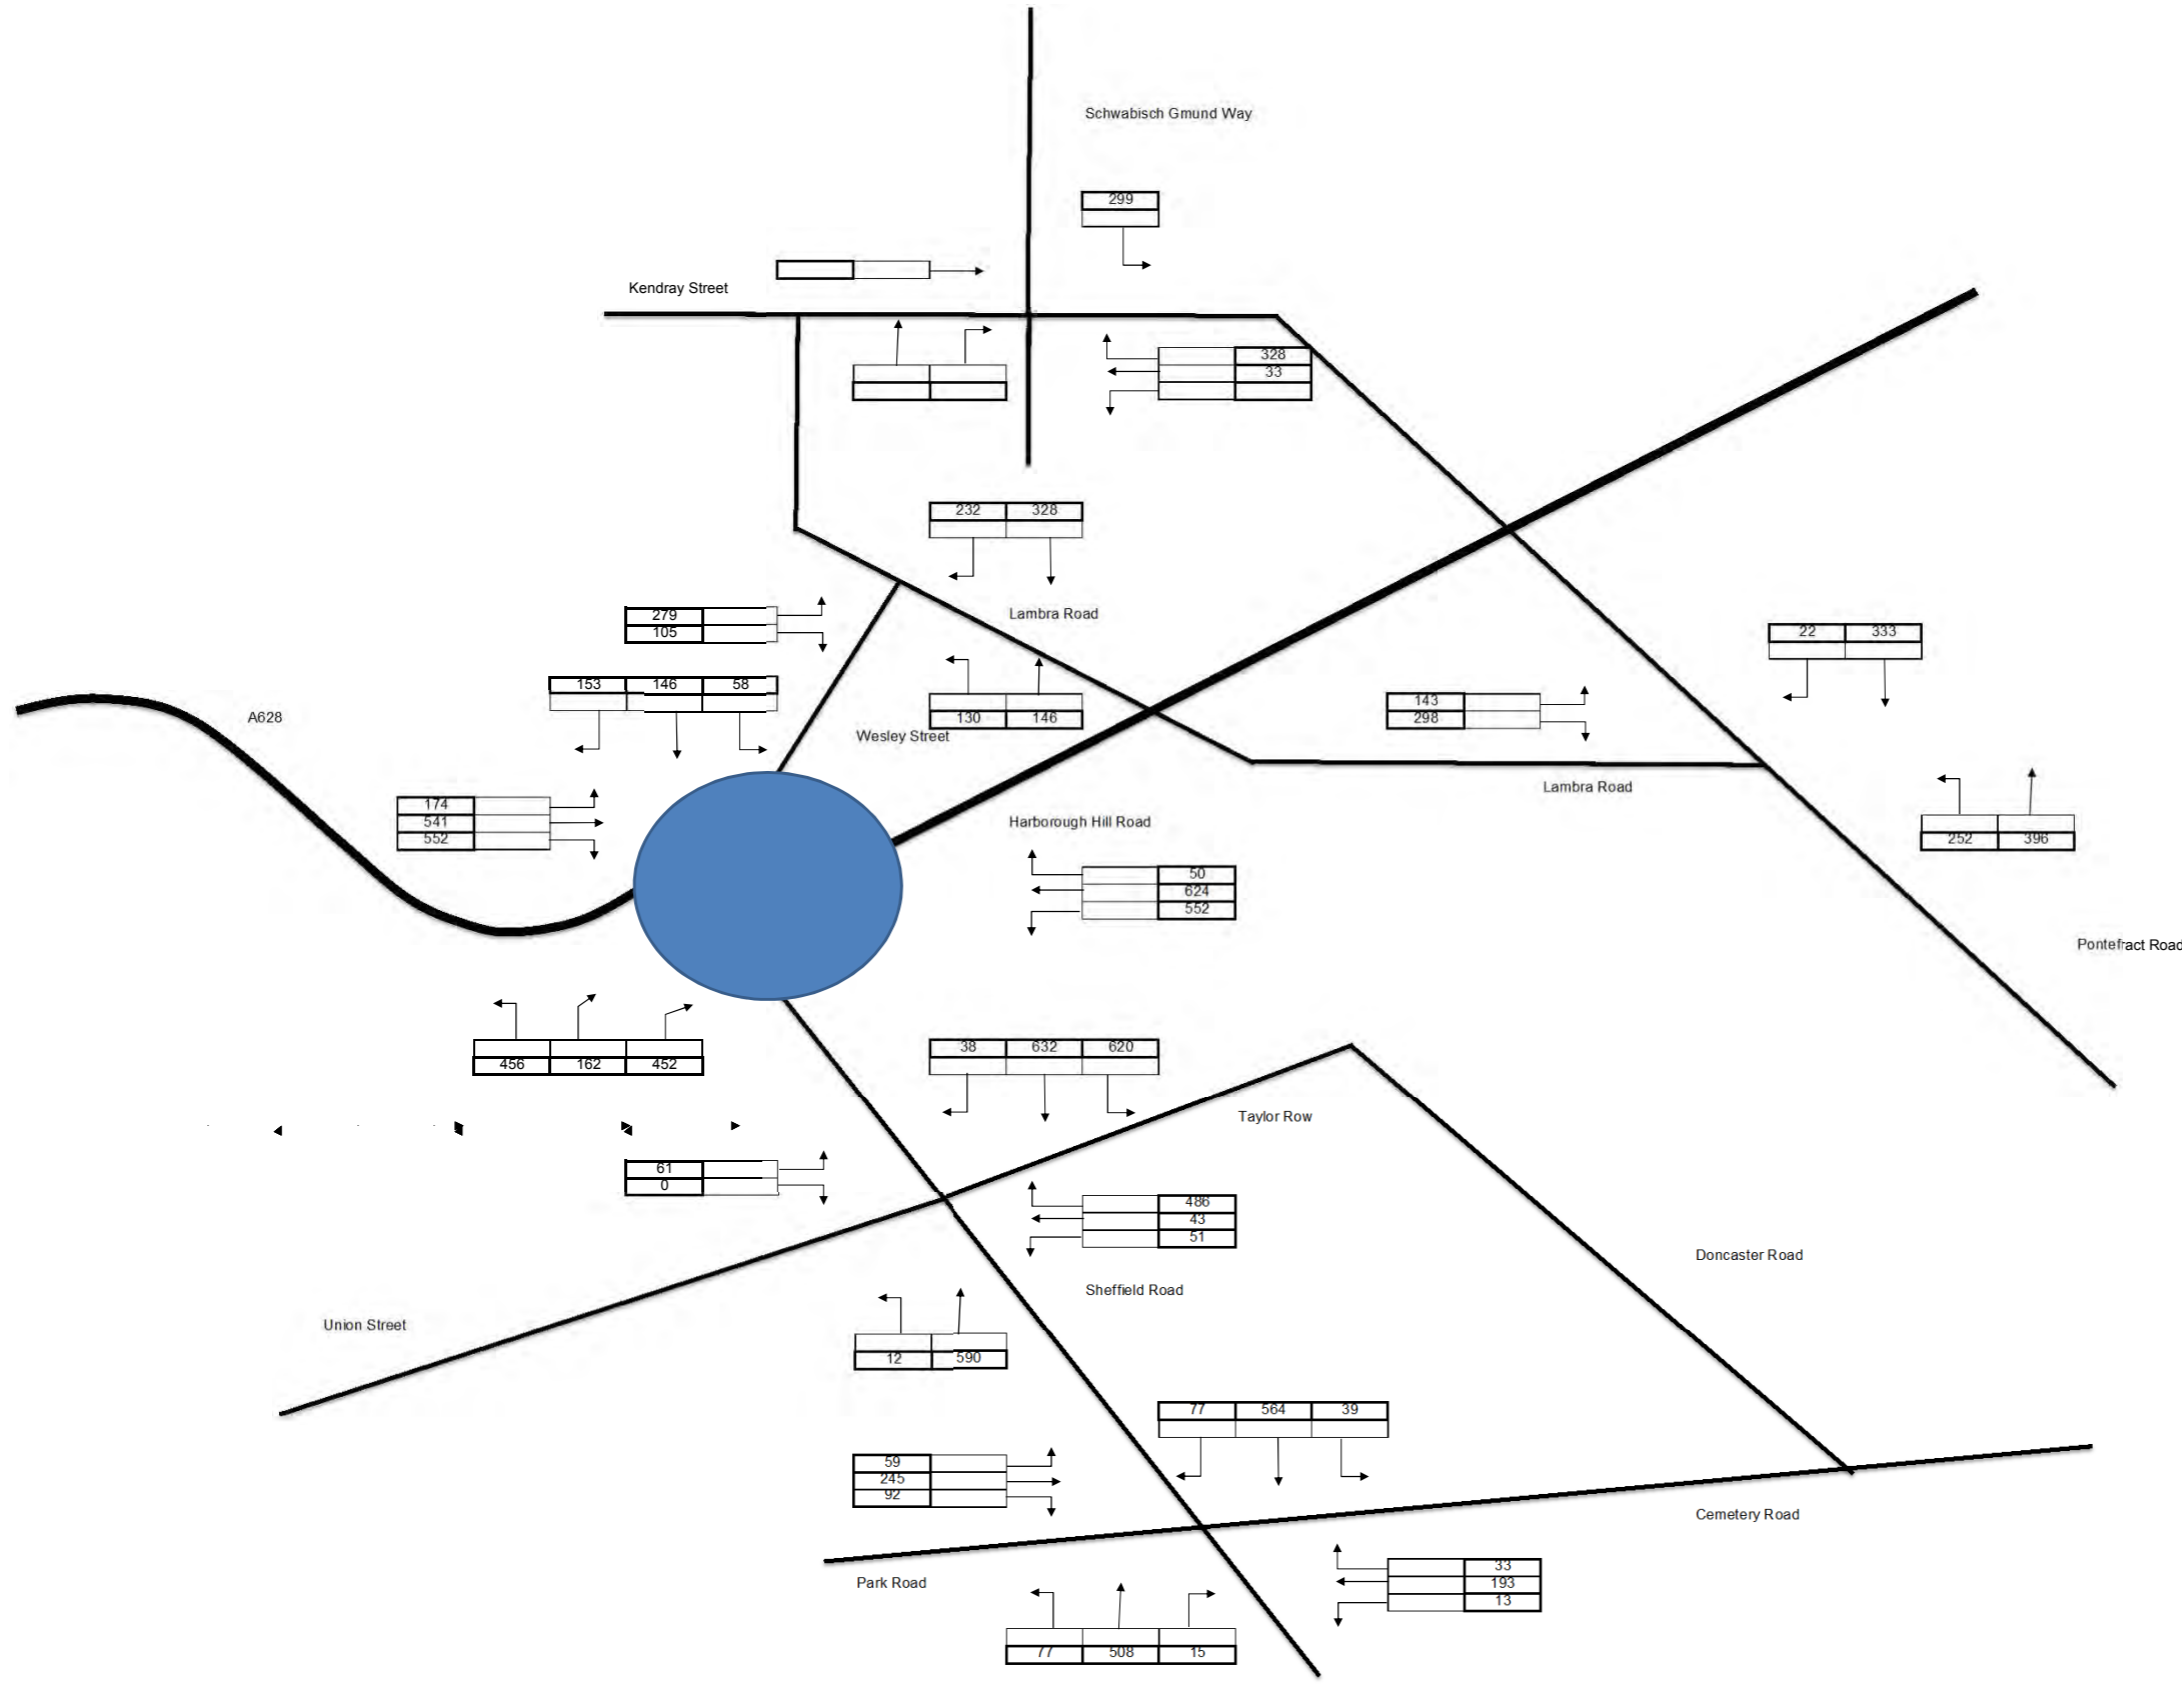 Schwabisch Gmund Way
299
Kendray Street
328
33
232 328
Lambra Road
279
105
22 333
153 146 58
A628
130 146
Wesley Street
143
298
Lambra Road
174
541
552
Harborough Hill Road
252 396
50
624
552
Pontefract Road
456 162 452
38 632 620
Taylor Row
61
0
486
43
51
Doncaster Road
Sheffield Road
Union Street
12 590
77 564 39
59
245
92
Cemetery Road
Park Road
33
193
13
77 508 15